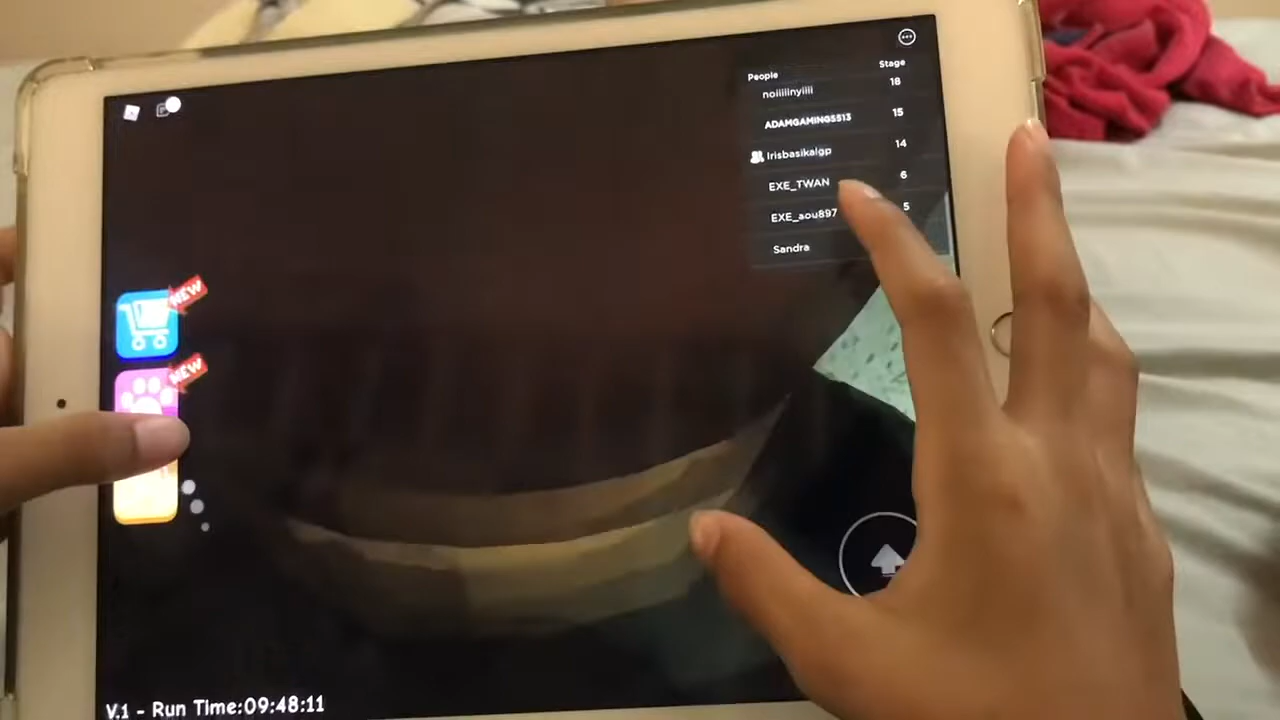 People Stage
noiiiiinyiiii 18
ADAMGAMING5513 15
Irisbasikalgp 14
EXE_TWAN 6
EXE_aou897 5
Sandra
NEW
NEW
V.1 - Run Time:09:48:11